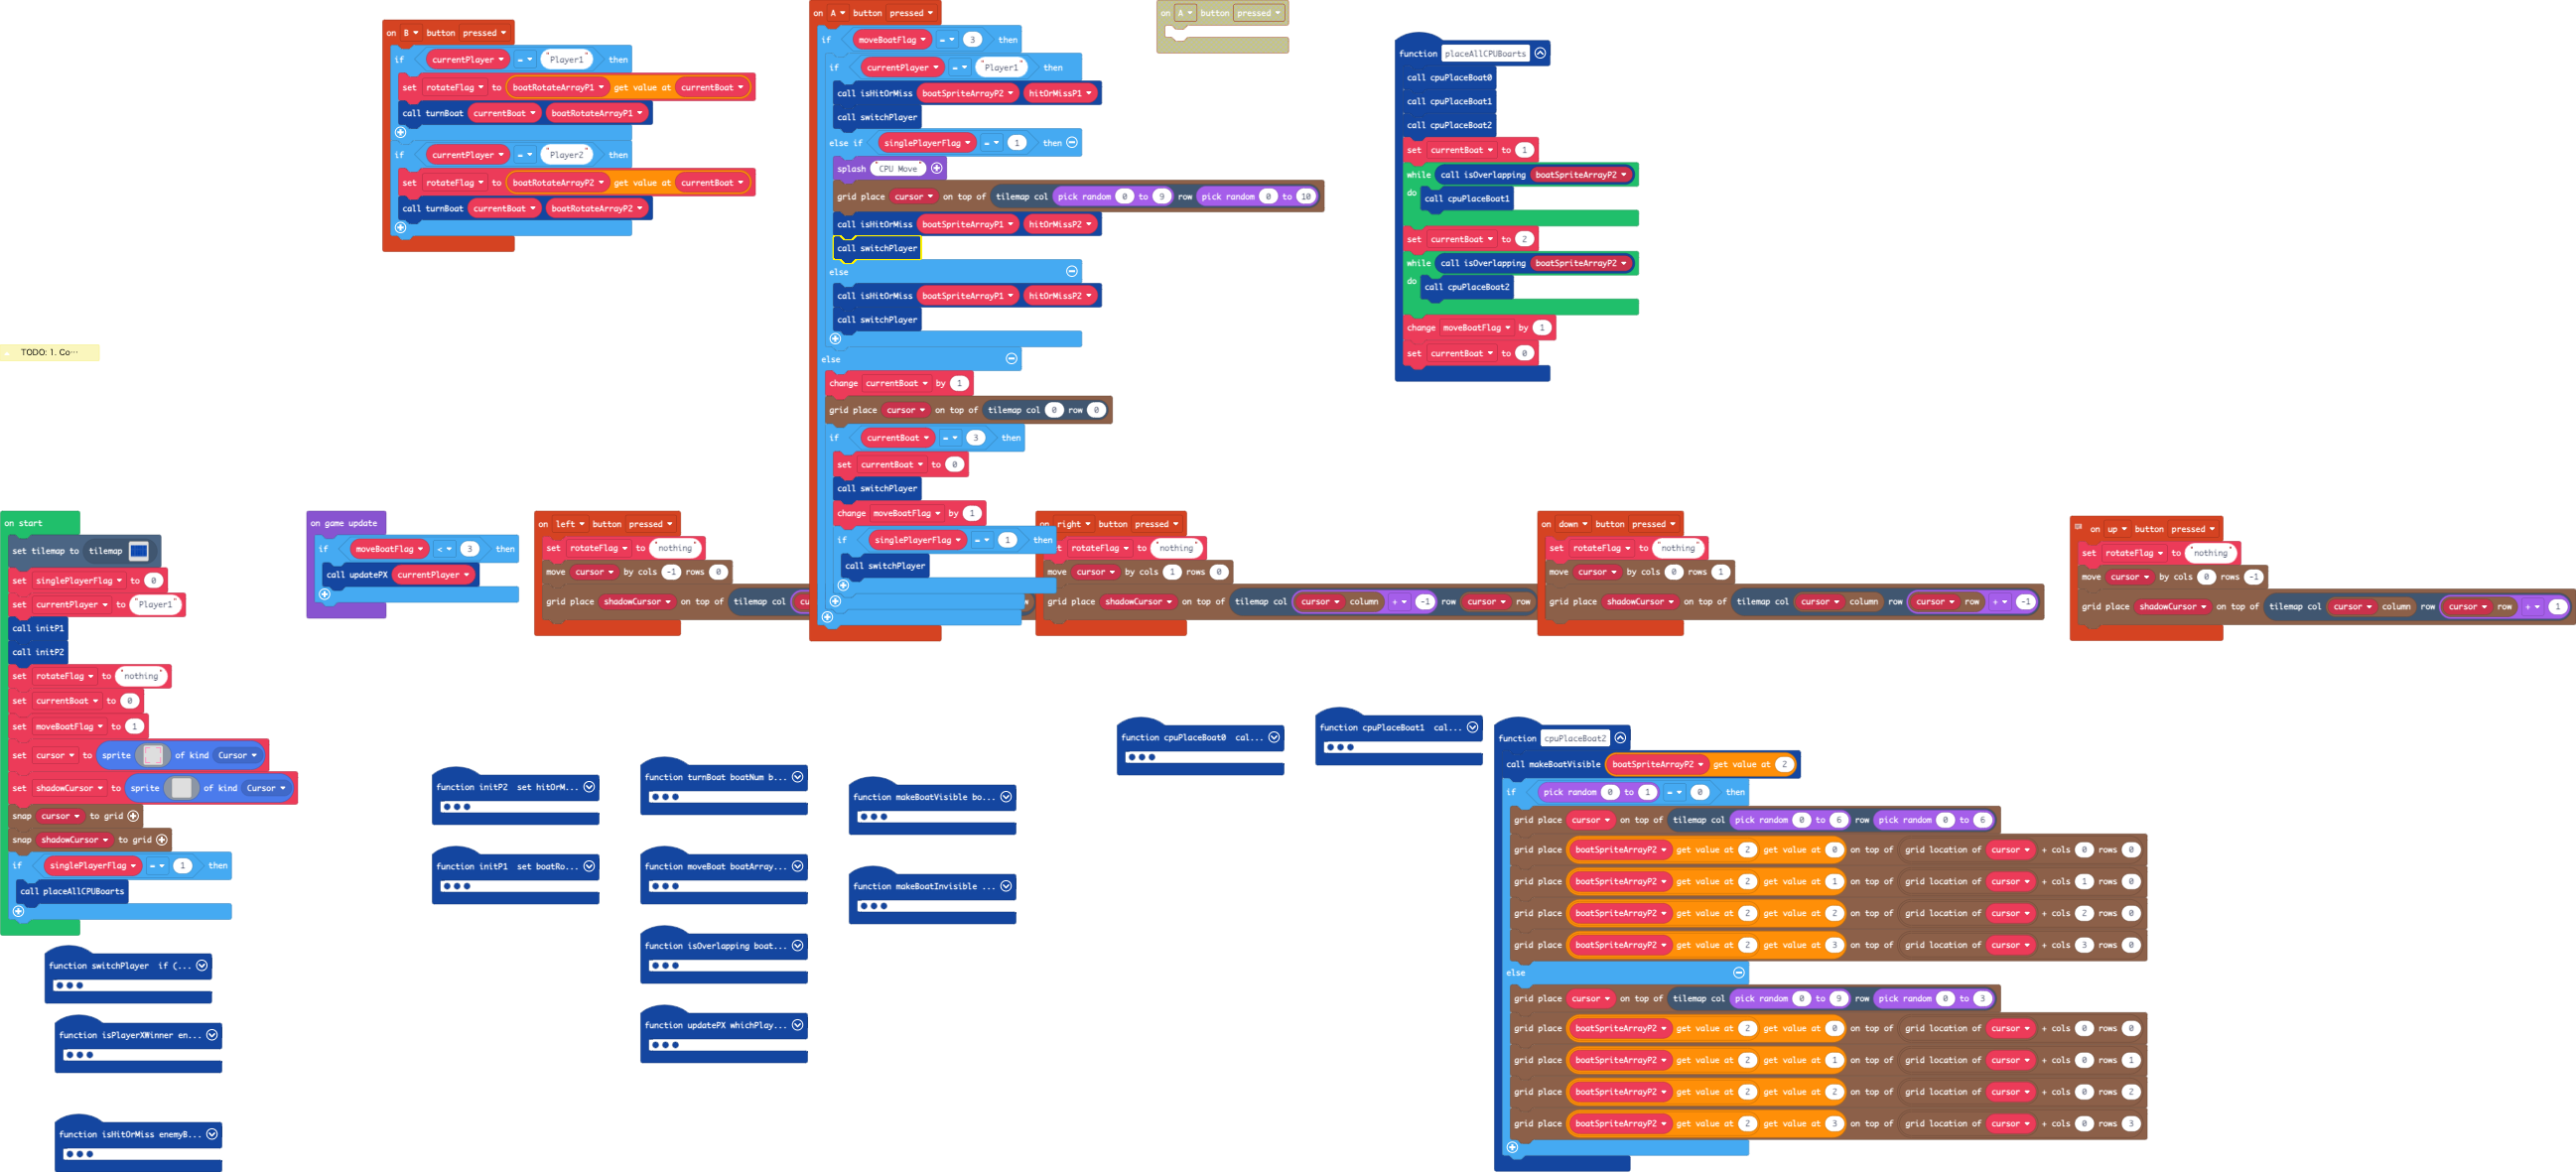 on B button pressed
if currentPlayer = "Player1" then
set rotateFlag to boatRotateArrayP1 get value at currentBoat
call turnBoat currentBoat boatRotateArrayP1
if currentPlayer = "Player2" then
set rotateFlag to boatRotateArrayP2 get value at currentBoat
call turnBoat currentBoat boatRotateArrayP2
on A button pressed
if moveBoatFlag = 3 then
if currentPlayer = "Player1" then
call isHitOrMiss boatSpriteArrayP2 hitOrMissP1
call switchPlayer
else if singlePlayerFlag = 1 then
splash "CPU Move"
grid place cursor on top of tilemap col pick random 0 to 9 row pick random 0 to 10
call isHitOrMiss boatSpriteArrayP1 hitOrMissP2
call switchPlayer
else
call isHitOrMiss boatSpriteArrayP1 hitOrMissP2
call switchPlayer
else
change currentBoat by 1
grid place cursor on top of tilemap col 0 row 0
if currentBoat = 3 then
set currentBoat to 0
call switchPlayer
change moveBoatFlag by 1
if singlePlayerFlag = 1 then
call switchPlayer
on A button pressed
function placeAllCPUBoarts
call cpuPlaceBoat0
call cpuPlaceBoat1
call cpuPlaceBoat2
set currentBoat to 1
while call isOverlapping boatSpriteArrayP2
do call cpuPlaceBoat1
set currentBoat to 2
while call isOverlapping boatSpriteArrayP2
do call cpuPlaceBoat2
change moveBoatFlag by 1
set currentBoat to 0
TODO: 1. Co...
on start
set tilemap to tilemap
set singlePlayerFlag to 0
set currentPlayer to "Player1"
call initP1
call initP2
set rotateFlag to "nothing"
set currentBoat to 0
set moveBoatFlag to 1
set cursor to sprite of kind Cursor
set shadowCursor to sprite of kind Cursor
snap cursor to grid
snap shadowCursor to grid
if singlePlayerFlag = 1 then
call placeAllCPUBoarts
on game update
if moveBoatFlag < 3 then
call updatePX currentPlayer
on left button pressed
set rotateFlag to "nothing"
move cursor by cols -1 rows 0
grid place shadowCursor on top of tilemap col
on right button pressed
rotateFlag to "nothing"
move cursor by cols 1 rows 0
grid place shadowCursor on top of tilemap col cursor column + -1 row cursor row
on down button pressed
set rotateFlag to "nothing"
move cursor by cols 0 rows 1
grid place shadowCursor on top of tilemap col cursor column row cursor row + -1
on up button pressed
set rotateFlag to "nothing"
move cursor by cols 0 rows -1
grid place shadowCursor on top of tilemap col cursor column row cursor row + 1
function switchPlayer if (...
function isPlayerXWinner en...
function isHitOrMiss enemyB...
function initP2 set hitOrM...
function initP1 set boatRo...
function turnBoat boatNum b...
function moveBoat boatArray...
function isOverlapping boat...
function updatePX whichPlay...
function makeBoatVisible bo...
function makeBoatInvisible ...
function cpuPlaceBoat0 cal...
function cpuPlaceBoat1 cal...
function cpuPlaceBoat2
call makeBoatVisible boatSpriteArrayP2 get value at 2
if pick random 0 to 1 = 0 then
grid place cursor on top of tilemap col pick random 0 to 6 row pick random 0 to 6
grid place boatSpriteArrayP2 get value at 2 get value at 0 on top of grid location of cursor + cols 0 rows 0
grid place boatSpriteArrayP2 get value at 2 get value at 1 on top of grid location of cursor + cols 1 rows 0
grid place boatSpriteArrayP2 get value at 2 get value at 2 on top of grid location of cursor + cols 2 rows 0
grid place boatSpriteArrayP2 get value at 2 get value at 3 on top of grid location of cursor + cols 3 rows 0
else
grid place cursor on top of tilemap col pick random 0 to 9 row pick random 0 to 3
grid place boatSpriteArrayP2 get value at 2 get value at 0 on top of grid location of cursor + cols 0 rows 0
grid place boatSpriteArrayP2 get value at 2 get value at 1 on top of grid location of cursor + cols 0 rows 1
grid place boatSpriteArrayP2 get value at 2 get value at 2 on top of grid location of cursor + cols 0 rows 2
grid place boatSpriteArrayP2 get value at 2 get value at 3 on top of grid location of cursor + cols 0 rows 3